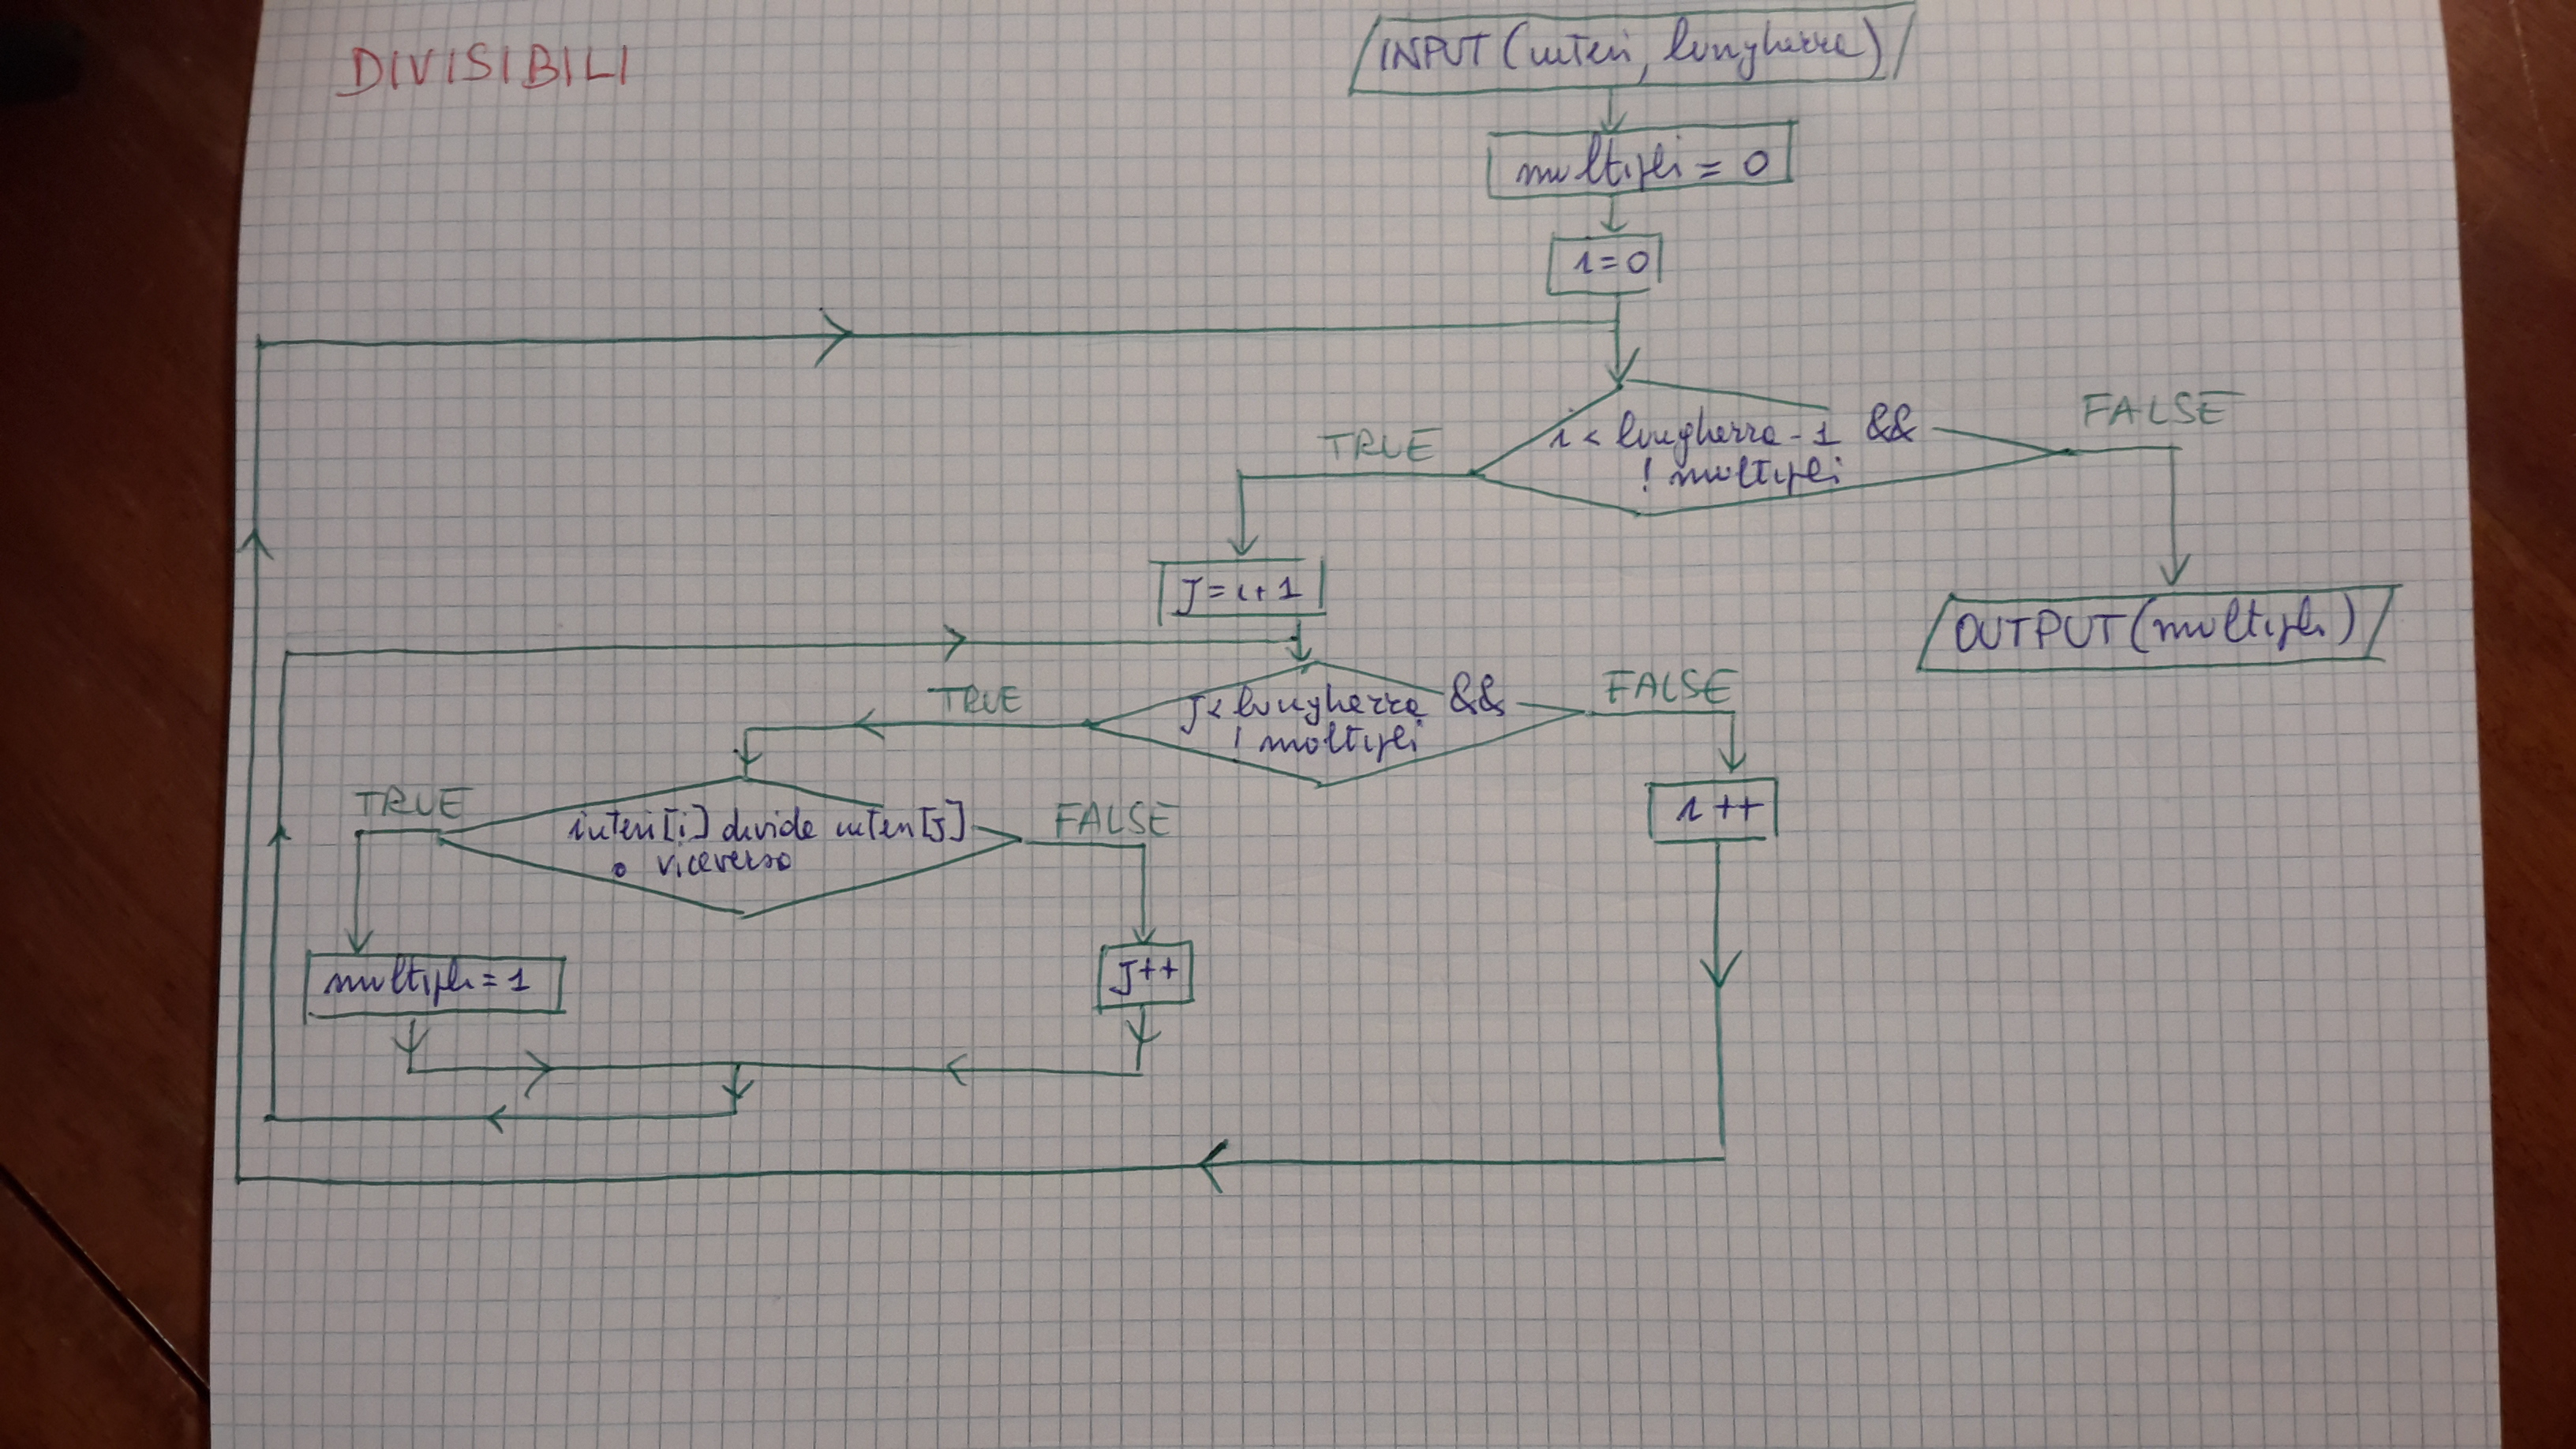 DIVISIBILI
INPUT (interi, lunghezza)
multipli = 0
i=0
i < lunghezza - 1 &&
! multipli
TRUE
FALSE
J = i + 1
OUTPUT (multipli)
J < lunghezza &&
! multipli
TRUE
FALSE
interi[i] divide interi[J]
o viceversa
TRUE
FALSE
i ++
multipli = 1
J++